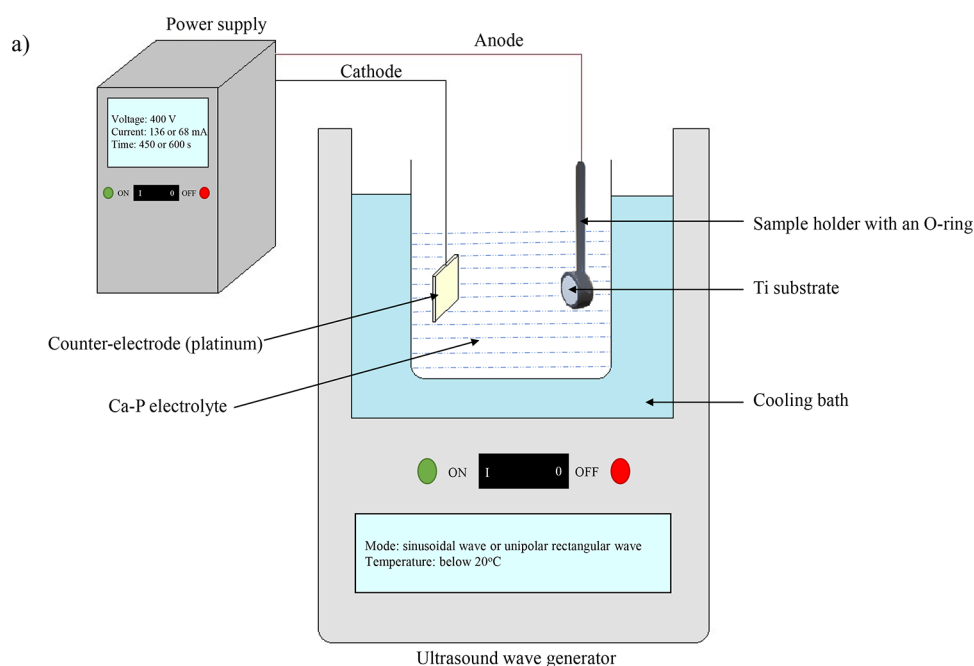 a)
Power supply
Anode
Cathode
Voltage: 400 V
Current: 136 or 68 mA
Time: 450 or 600 s
ON I 0 OFF
Sample holder with an O-ring
Ti substrate
Counter-electrode (platinum)
Ca-P electrolyte
Cooling bath
ON I 0 OFF
Mode: sinusoidal wave or unipolar rectangular wave
Temperature: below 20°C
Ultrasound wave generator